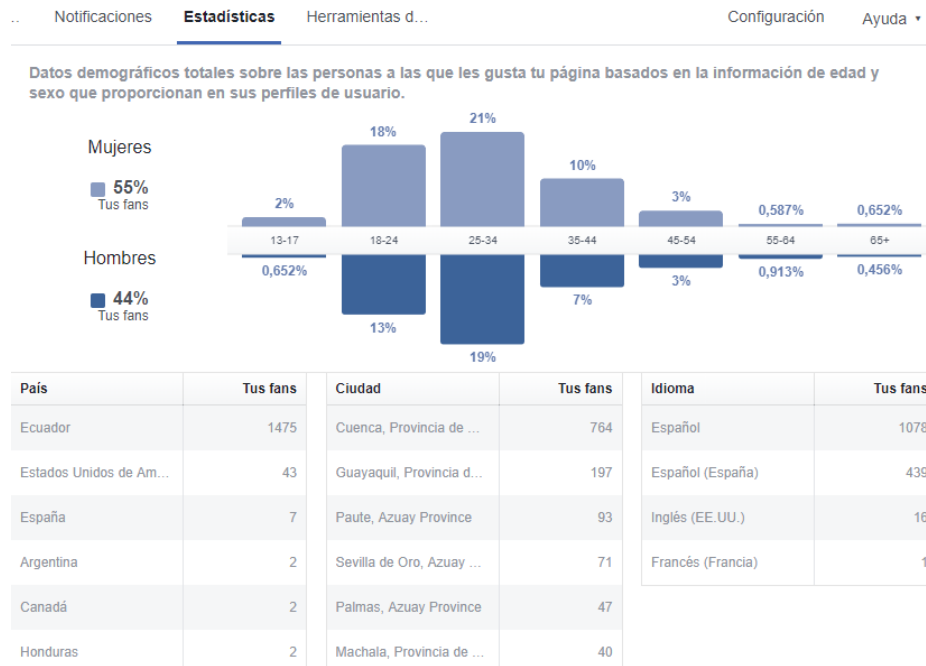 .. Notificaciones Estadísticas Herramientas d... Configuración Ayuda
Datos demográficos totales sobre las personas a las que les gusta tu página basados en la información de edad y
sexo que proporcionan en sus perfiles de usuario.
Mujeres
55%
Tus fans
2% 18% 21% 10% 3% 0,587% 0,652%
13-17 18-24 25-34 35-44 45-54 55-64 65+
Hombres
44%
Tus fans
0,652% 13% 19% 7% 3% 0,913% 0,456%
País Tus fans Ciudad Tus fans Idioma Tus fans
Ecuador 1475 Cuenca, Provincia de ... 764 Español 1078
Estados Unidos de Am... 43 Guayaquil, Provincia d... 197 Español (España) 439
España 7 Paute, Azuay Province 93 Inglés (EE.UU.) 16
Argentina 2 Sevilla de Oro, Azuay ... 71 Francés (Francia) 1
Canadá 2 Palmas, Azuay Province 47
Honduras 2 Machala, Provincia de ... 40